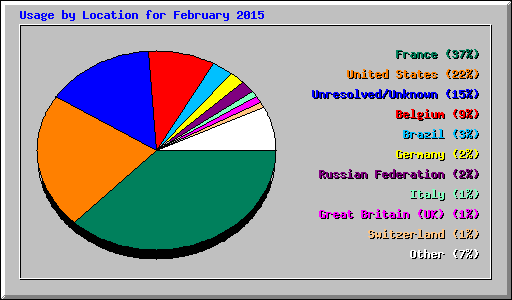 Usage by Location for February 2015
France (37%)
United States (22%)
Unresolved/Unknown (15%)
Belgium (9%)
Brazil (3%)
Germany (2%)
Russian Federation (2%)
Italy (1%)
Great Britain (UK) (1%)
Switzerland (1%)
Other (7%)